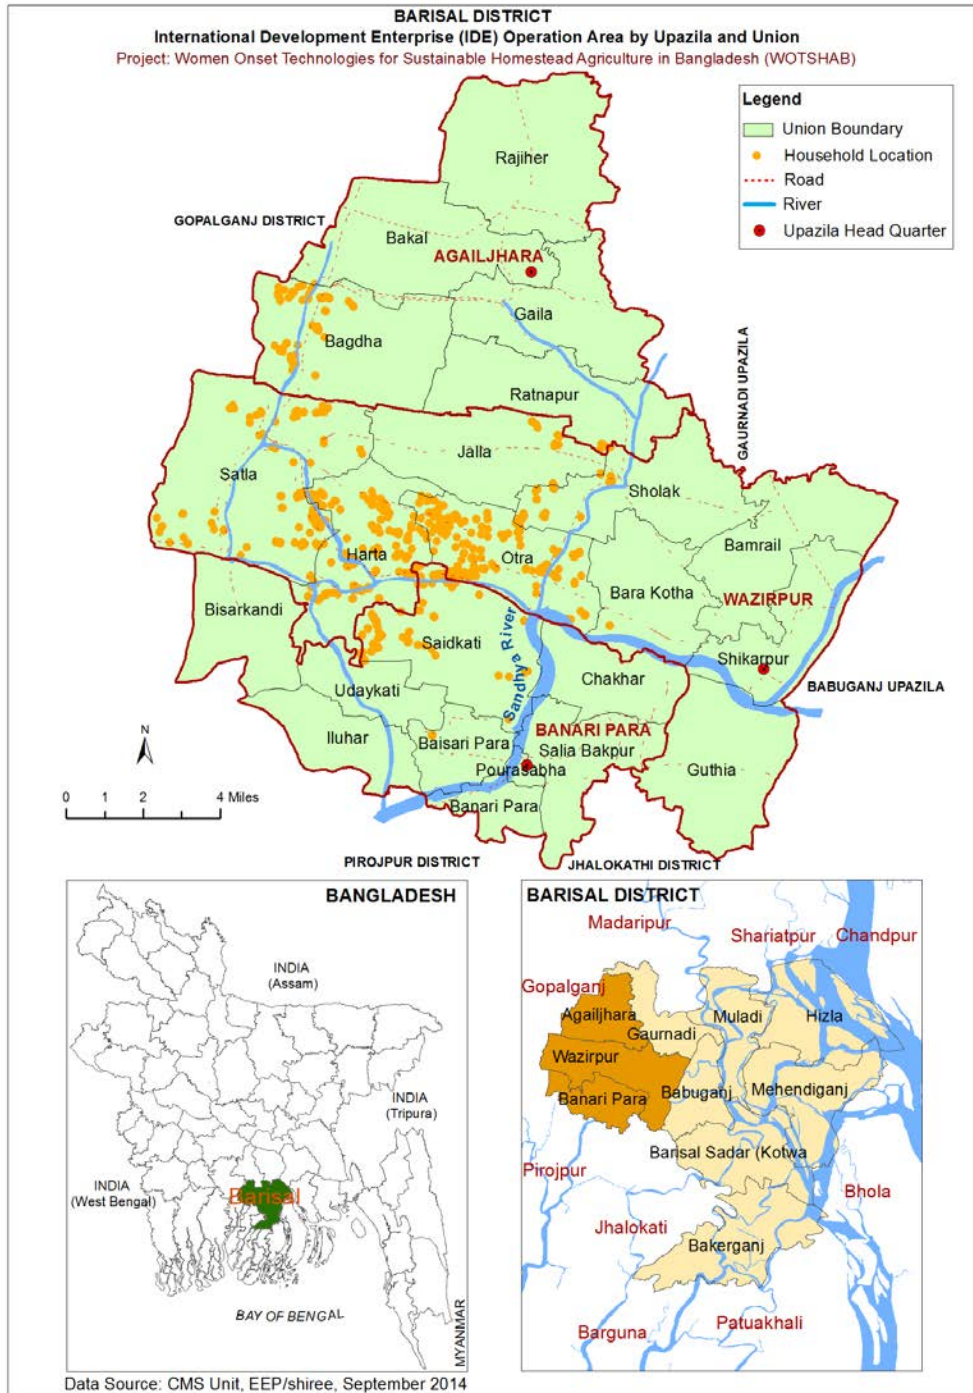 BARISAL DISTRICT
International Development Enterprise (IDE) Operation Area by Upazila and Union
Project: Women Onset Technologies for Sustainable Homestead Agriculture in Bangladesh (WOTSHAB)
Legend
Union Boundary
Household Location
Road
River
Upazila Head Quarter
Rajiher
GOPALGANJ DISTRICT
Bakal
AGAILJHARA
Gaila
Bagdha
Ratnapur
GAURNADI UPAZILA
Jalla
Satla
Sholak
Bamrail
Harta
Otra
Bara Kotha
WAZIRPUR
Bisarkandi
Saidkati
Sandhya River
Shikarpur
Chakhar
BABUGANJ UPAZILA
Udaykati
Iluhar
BANARI PARA
Baisari Para
Salia Bakpur
Pourasabha
Guthia
Banari Para
N
0 1 2 4 Miles
PIROJPUR DISTRICT
JHALOKATHI DISTRICT
BANGLADESH
INDIA
(Assam)
INDIA
(Tripura)
INDIA
(West Bengal)
Barisal
BAY OF BENGAL
MYANMAR
BARISAL DISTRICT
Madaripur
Shariatpur
Chandpur
Gopalganj
Agailjhara
Muladi
Hizla
Gaurnadi
Wazirpur
Banari Para
Babuganj
Mehendiganj
Barisal Sadar (Kotwa
Pirojpur
Bhola
Jhalokati
Bakerganj
Patuakhali
Barguna
Data Source: CMS Unit, EEP/shiree, September 2014